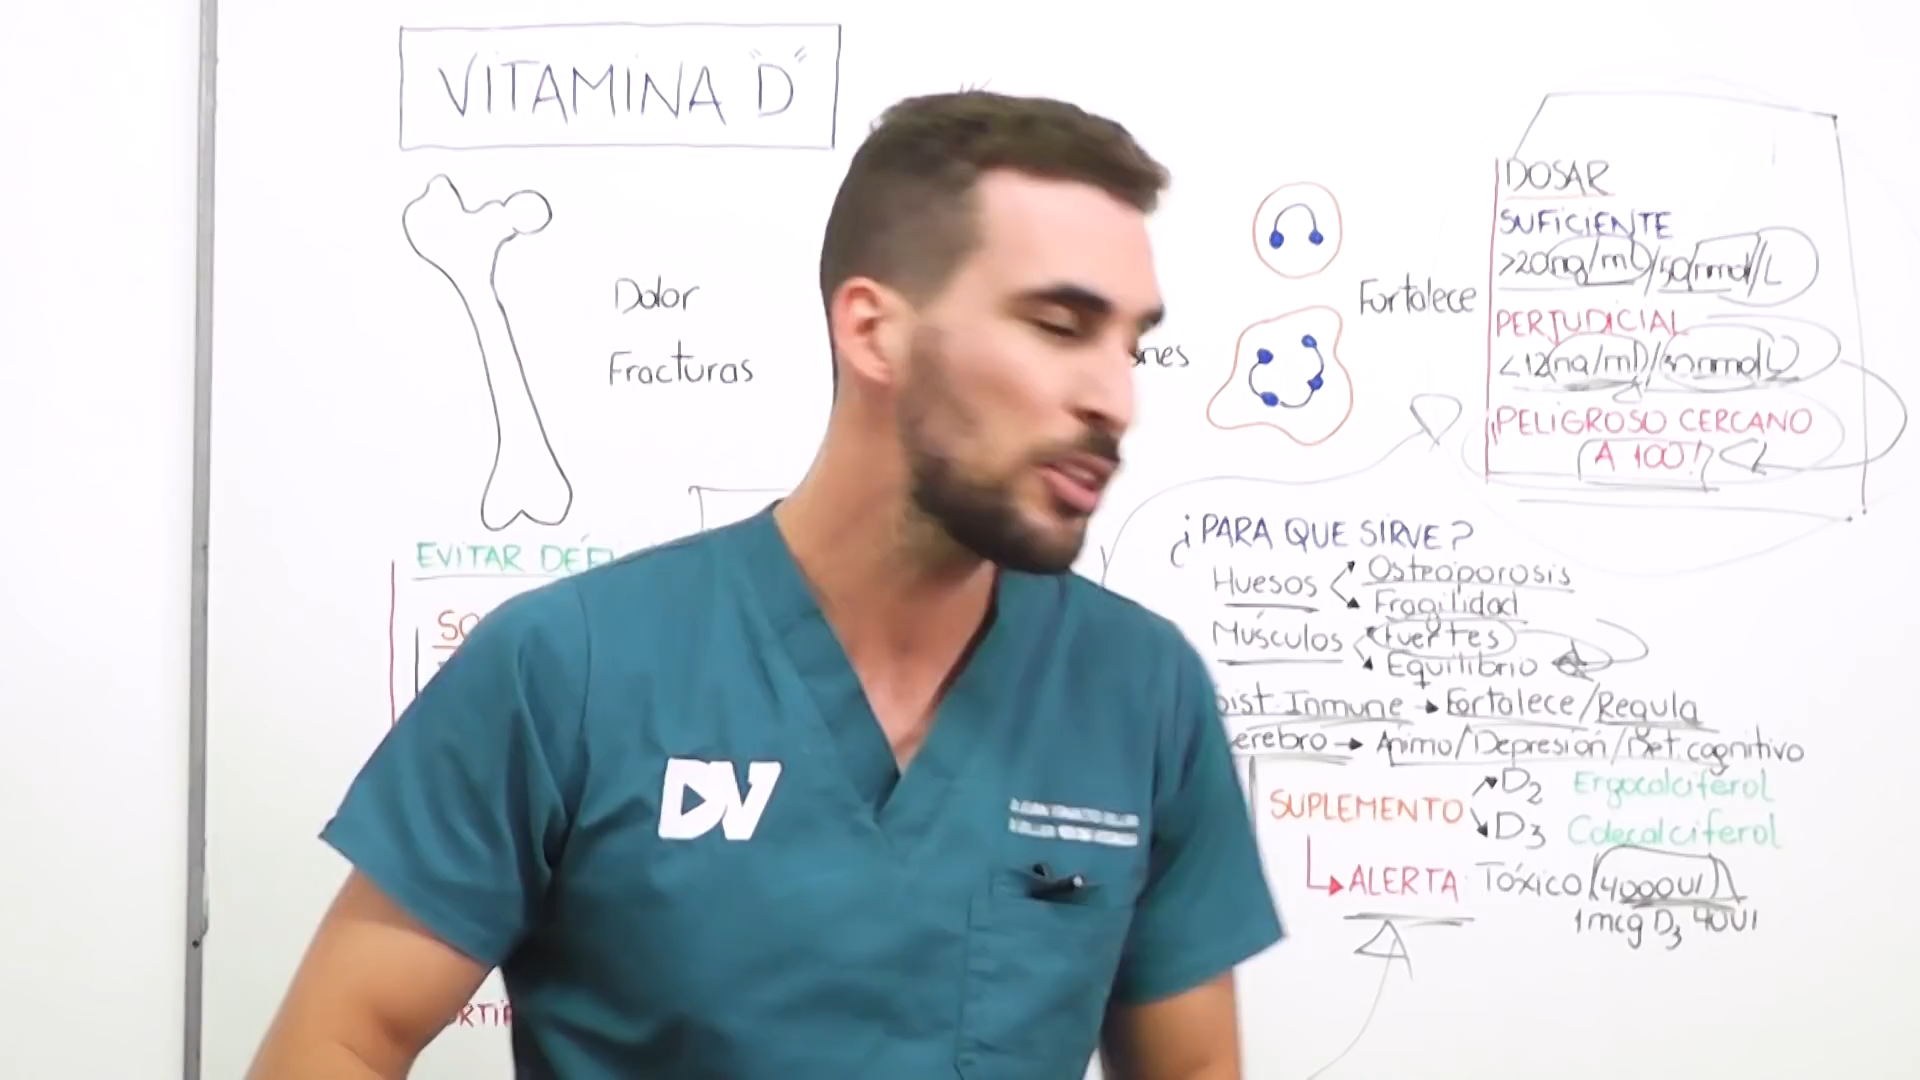 VITAMINA "D"
Dolor
Fracturas
EVITAR
Fortalece
DOSAR
SUFICIENTE
>20ng/ml/50nmol/L
PERJUDICIAL
<12ng/ml/30nmol/L
PELIGROSO CERCANO
A 100!
¿PARA QUE SIRVE?
Huesos Osteoporosis
Fragilidad
Músculos Fuertes
Equilibrio
Sist. Inmune → Fortalece/Regula
Cerebro → Animo/Depresión/Det. cognitivo
SUPLEMENTO D2 Ergocalciferol
D3 Colecalciferol
ALERTA Tóxico (4000UI)
1mcg D3 40UI
DV